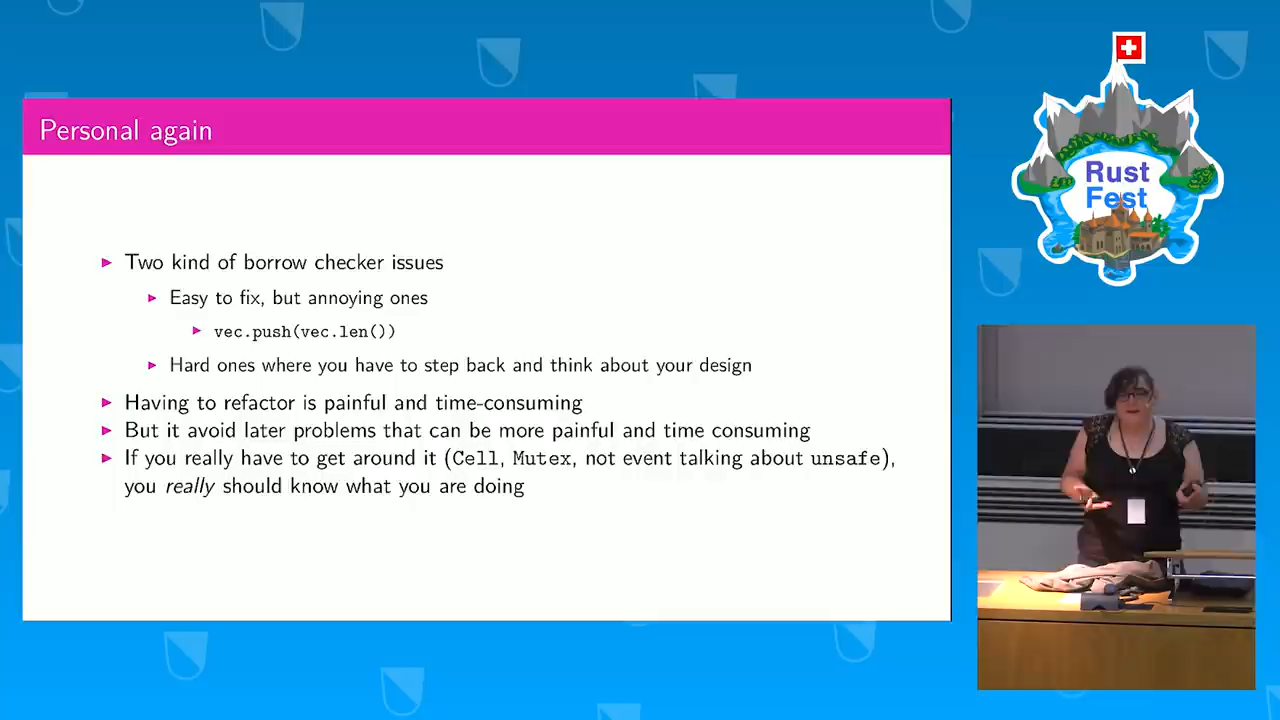 Personal again
Two kind of borrow checker issues
Easy to fix, but annoying ones
vec.push(vec.len())
Hard ones where you have to step back and think about your design
Having to refactor is painful and time-consuming
But it avoid later problems that can be more painful and time consuming
If you really have to get around it (Cell, Mutex, not event talking about unsafe),
you really should know what you are doing
Rust
Fest